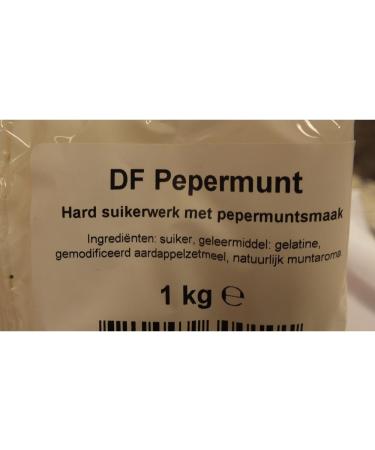 DF Pepermunt
Hard suikerwerk met pepermuntsmaak
Ingrediënten: suiker, geleermiddel: gelatine,
gemodificeerd aardappelzetmeel, natuurlijk muntaroma
1 kg ℮